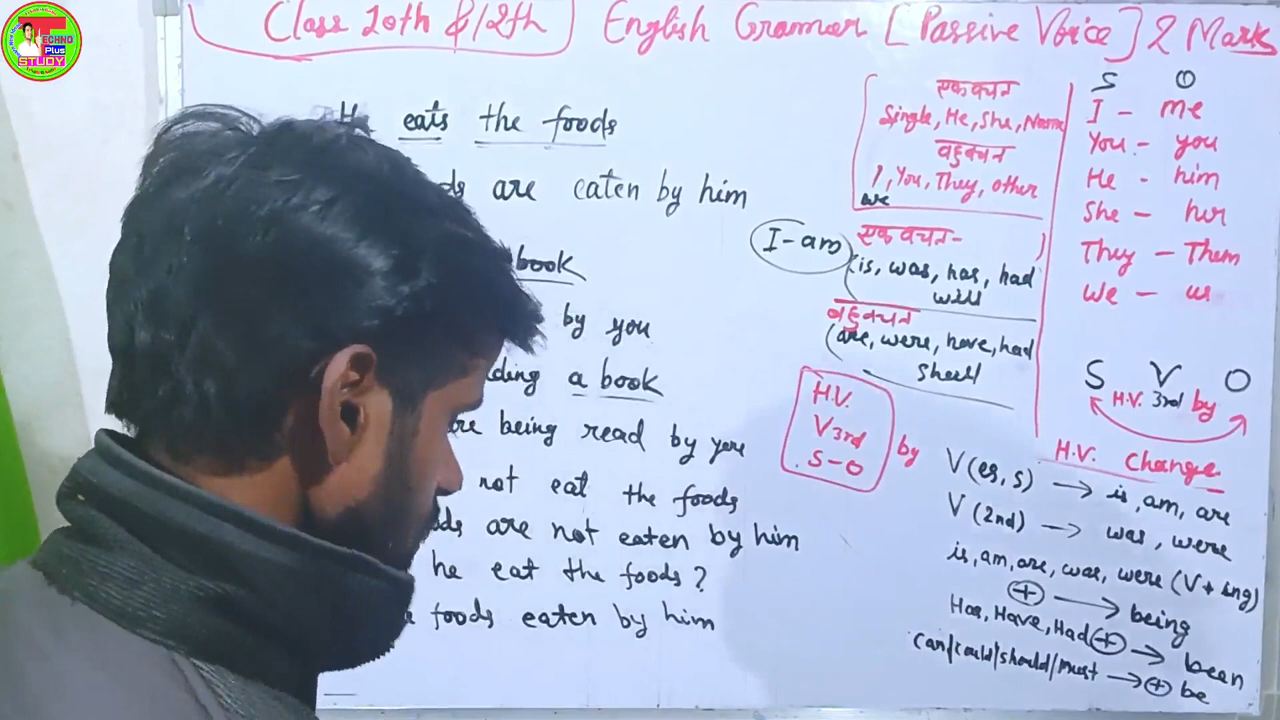 TECHNO
Plus
STUDY
Class 10th & 12th] English Grammar [Passive Voice] 2 Mark
eats the foods
are eaten by him
book
by you
a book
being read by you
not eat the foods
are not eaten by him
he eat the foods?
foods eaten by him
एकवचन
Single, He, She, Name
वहुवचन
I, You, They, other
we
I-am
एकवचन-
(is, was, has, had
will
बहुवचन
(are, were, have, had
shall
H.V.
V 3rd
S-O
by
S O
I - me
You - you
He - him
She - her
They - Them
We - us
S V O
H.V. 3rd by
H.V. Change
V(es, s) → is, am, are
V(2nd) → was, were
is, am, are, was, were (V+ing)
+ → being
Has, Have, Had + → been
can/could/should/must → + be